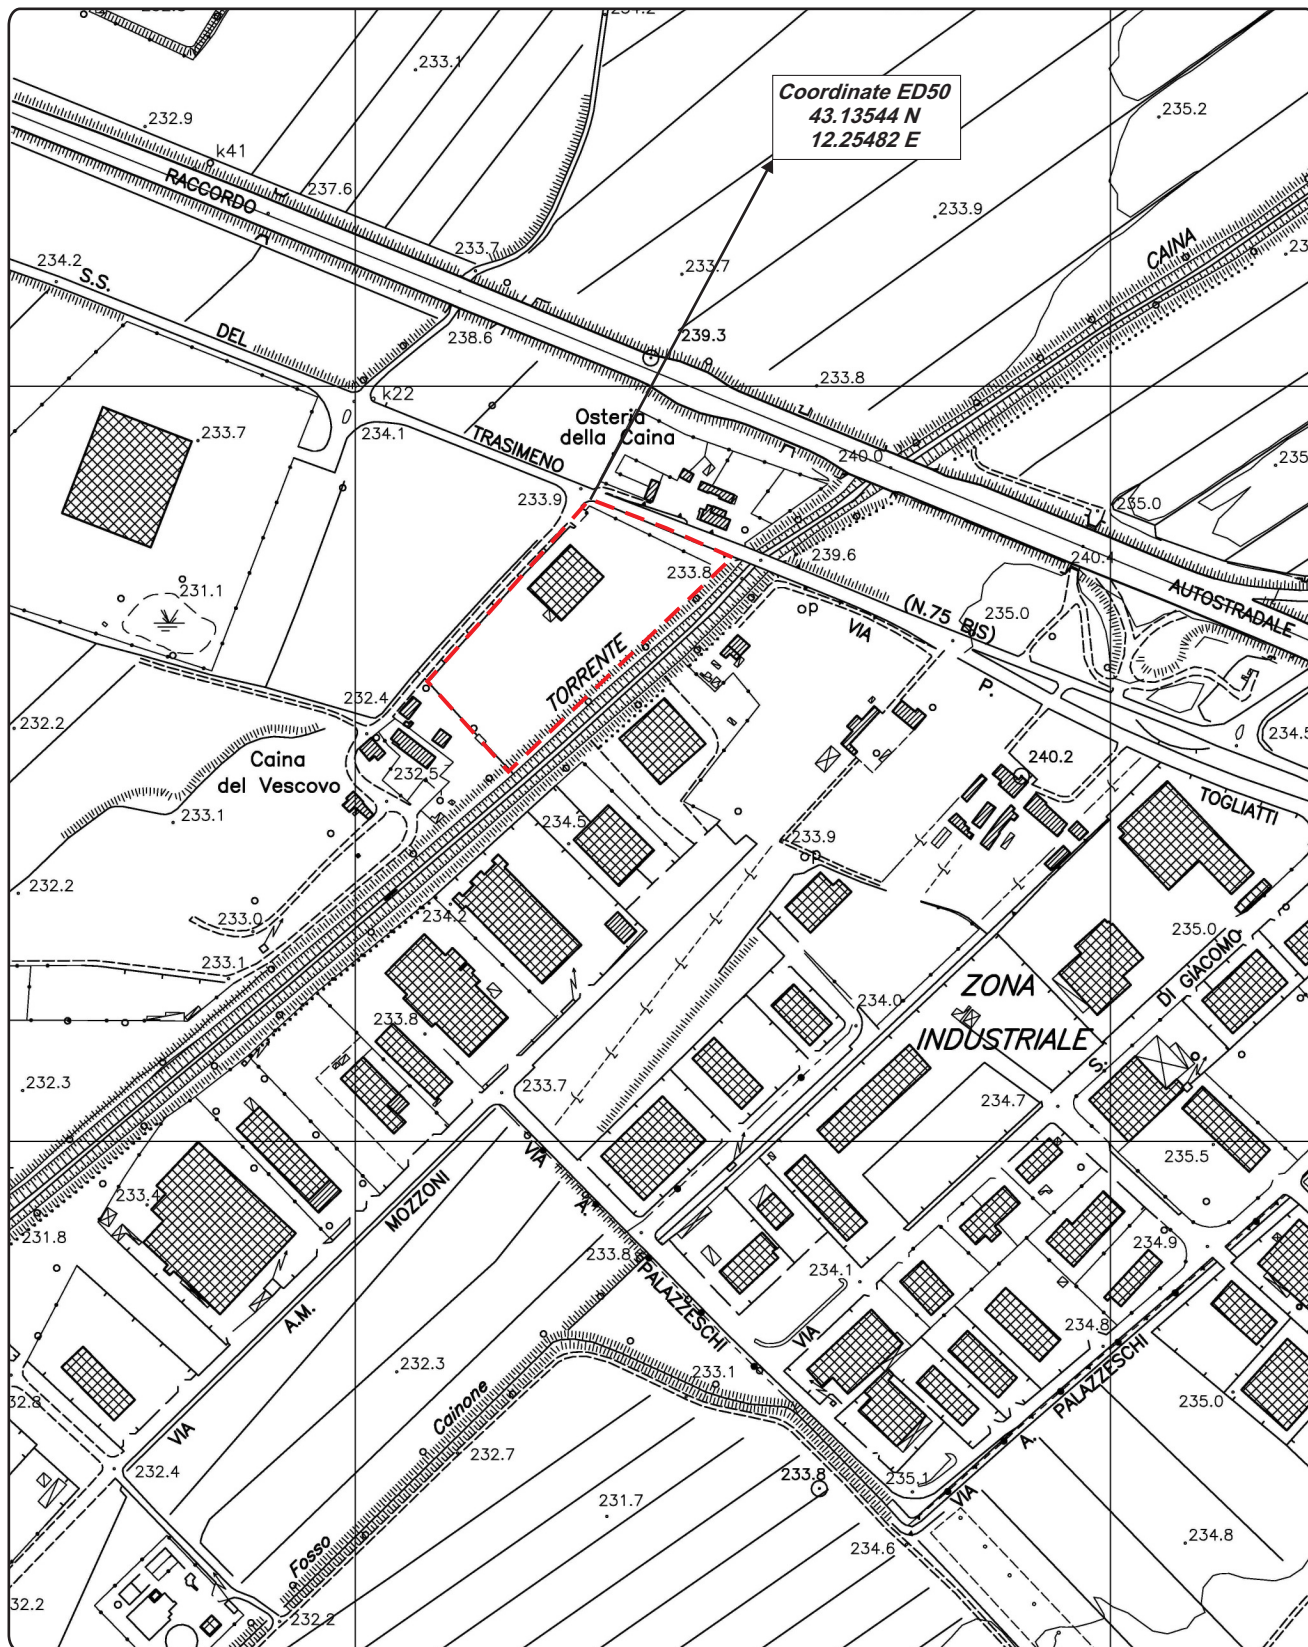 234.2
233.1
Coordinate ED50
43.13544 N
12.25482 E
235.2
232.9
k41
237.6
RACCORDO
233.9
233.7
CAINA
234.2
S.S.
233.7
DEL
238.6
239.3
233.8
k22
Osteria
della Caina
233.7
234.1
TRASIMENO
240.0
233.9
235.0
239.6
240.4
231.1
233.8
AUTOSTRADALE
(N.75 BIS)
235.0
p
VIA
TORRENTE
P.
232.4
232.2
234.5
Caina
del Vescovo
232.5
240.2
TOGLIATTI
233.1
234.5
233.9
p
232.2
233.0
234.2
235.0
DI GIACOMO
233.1
ZONA
INDUSTRIALE
234.0
233.8
S.
232.3
233.7
234.7
VIA
235.5
233.4
MOZZONI
A.
231.8
233.8
234.9
PALAZZESCHI
234.1
A.M.
VIA
234.8
232.3
233.1
PALAZZESCHI
Cainone
235.0
32.8
VIA
232.7
A.
232.4
233.8
235.1
VIA
231.7
234.6
234.8
Fosso
32.2
232.2